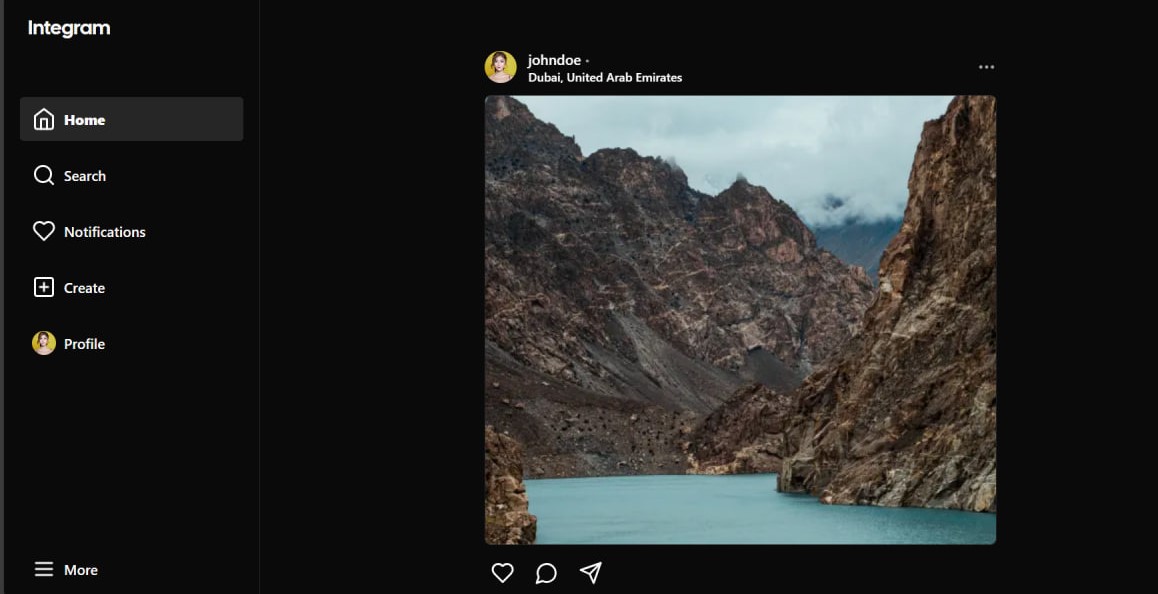 Integram
Home
Search
Notifications
Create
Profile
More
johndoe •
Dubai, United Arab Emirates